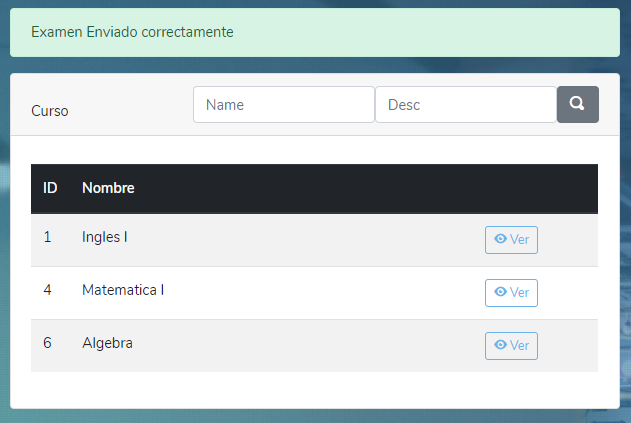 Examen Enviado correctamente
Curso Name Desc
ID Nombre
1 Ingles I Ver
4 Matematica I Ver
6 Algebra Ver